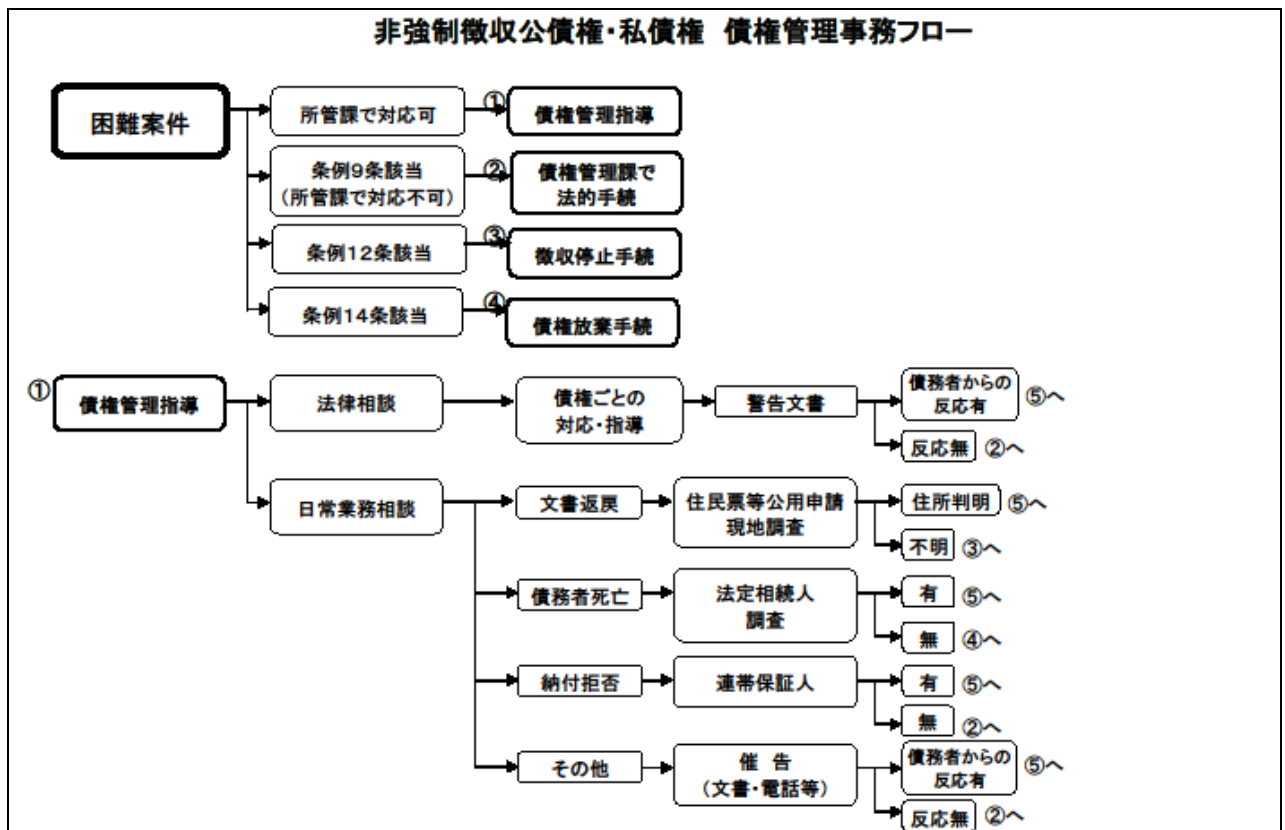 非強制徴収公債権・私債権 債権管理事務フロー
困難案件
所管課で対応可
①
債権管理指導
条例9条該当
(所管課で対応不可)
②
債権管理課で
法的手続
条例12条該当
③
徴収停止手続
条例14条該当
④
債権放棄手続
①
債権管理指導
法律相談
債権ごとの
対応・指導
警告文書
債務者からの
反応有
⑤へ
反応無
②へ
日常業務相談
文書返戻
住民票等公用申請
現地調査
住所判明
⑤へ
不明
③へ
債務者死亡
法定相続人
調査
有
⑤へ
無
④へ
納付拒否
連帯保証人
有
⑤へ
無
②へ
その他
催 告
(文書・電話等)
債務者からの
反応有
⑤へ
反応無
②へ